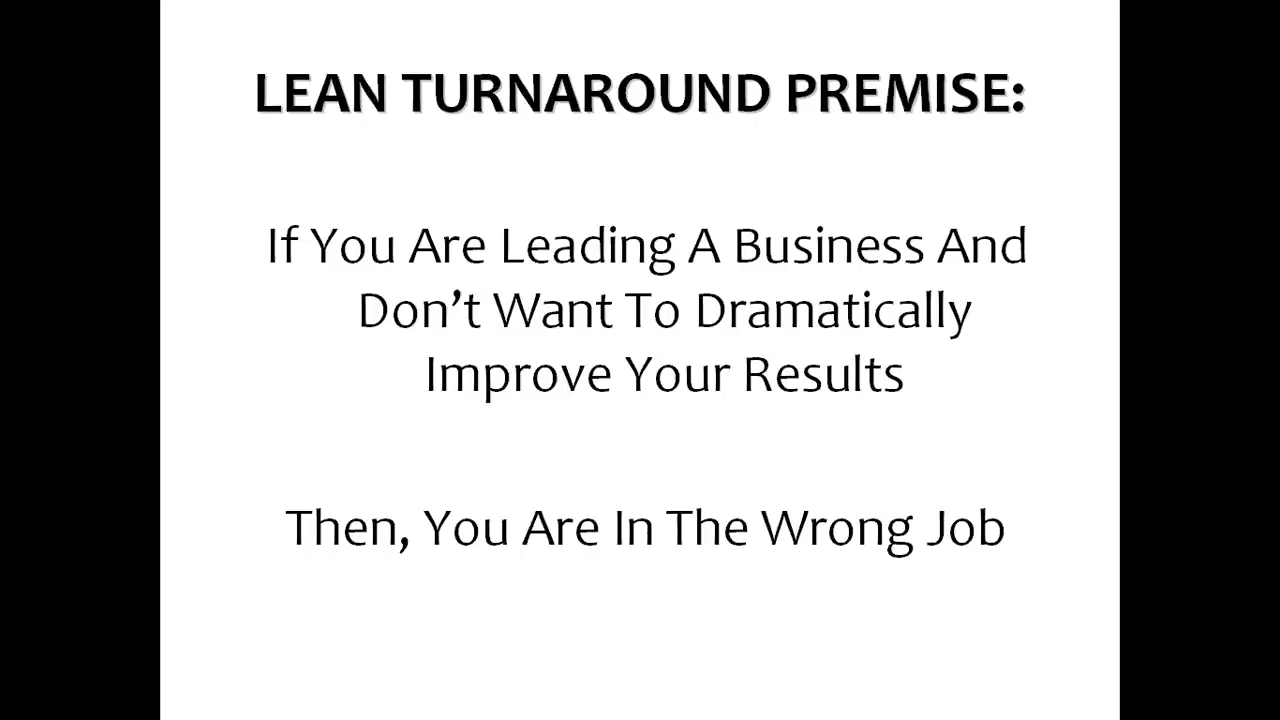 LEAN TURNAROUND PREMISE:
If You Are Leading A Business And
Don’t Want To Dramatically
Improve Your Results
Then, You Are In The Wrong Job